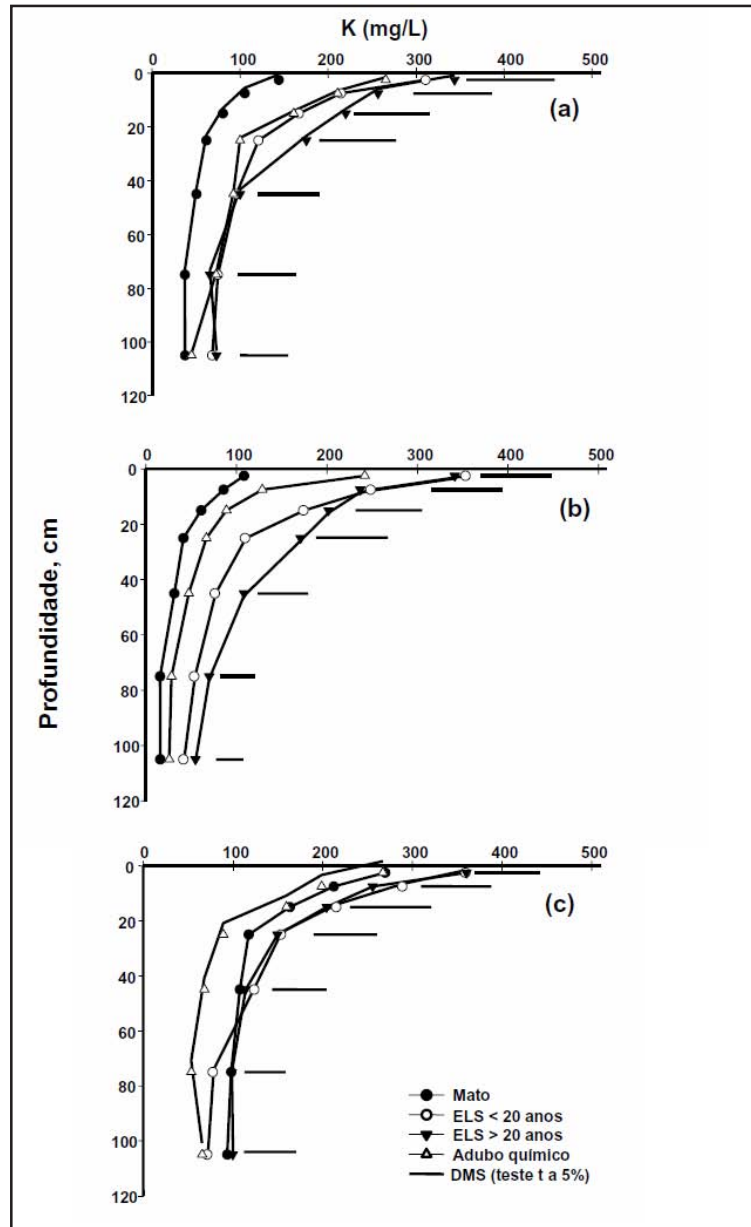 K (mg/L)
0 100 200 300 400 500
0
20
40
60
80
100
120
(a)
0 100 200 300 400 500
0
20
40
60
80
100
120
(b)
Profundidade, cm
0 100 200 300 400 500
0
20
40
60
80
100
120
(c)
Mato
ELS < 20 anos
ELS > 20 anos
Adubo químico
DMS (teste t a 5%)